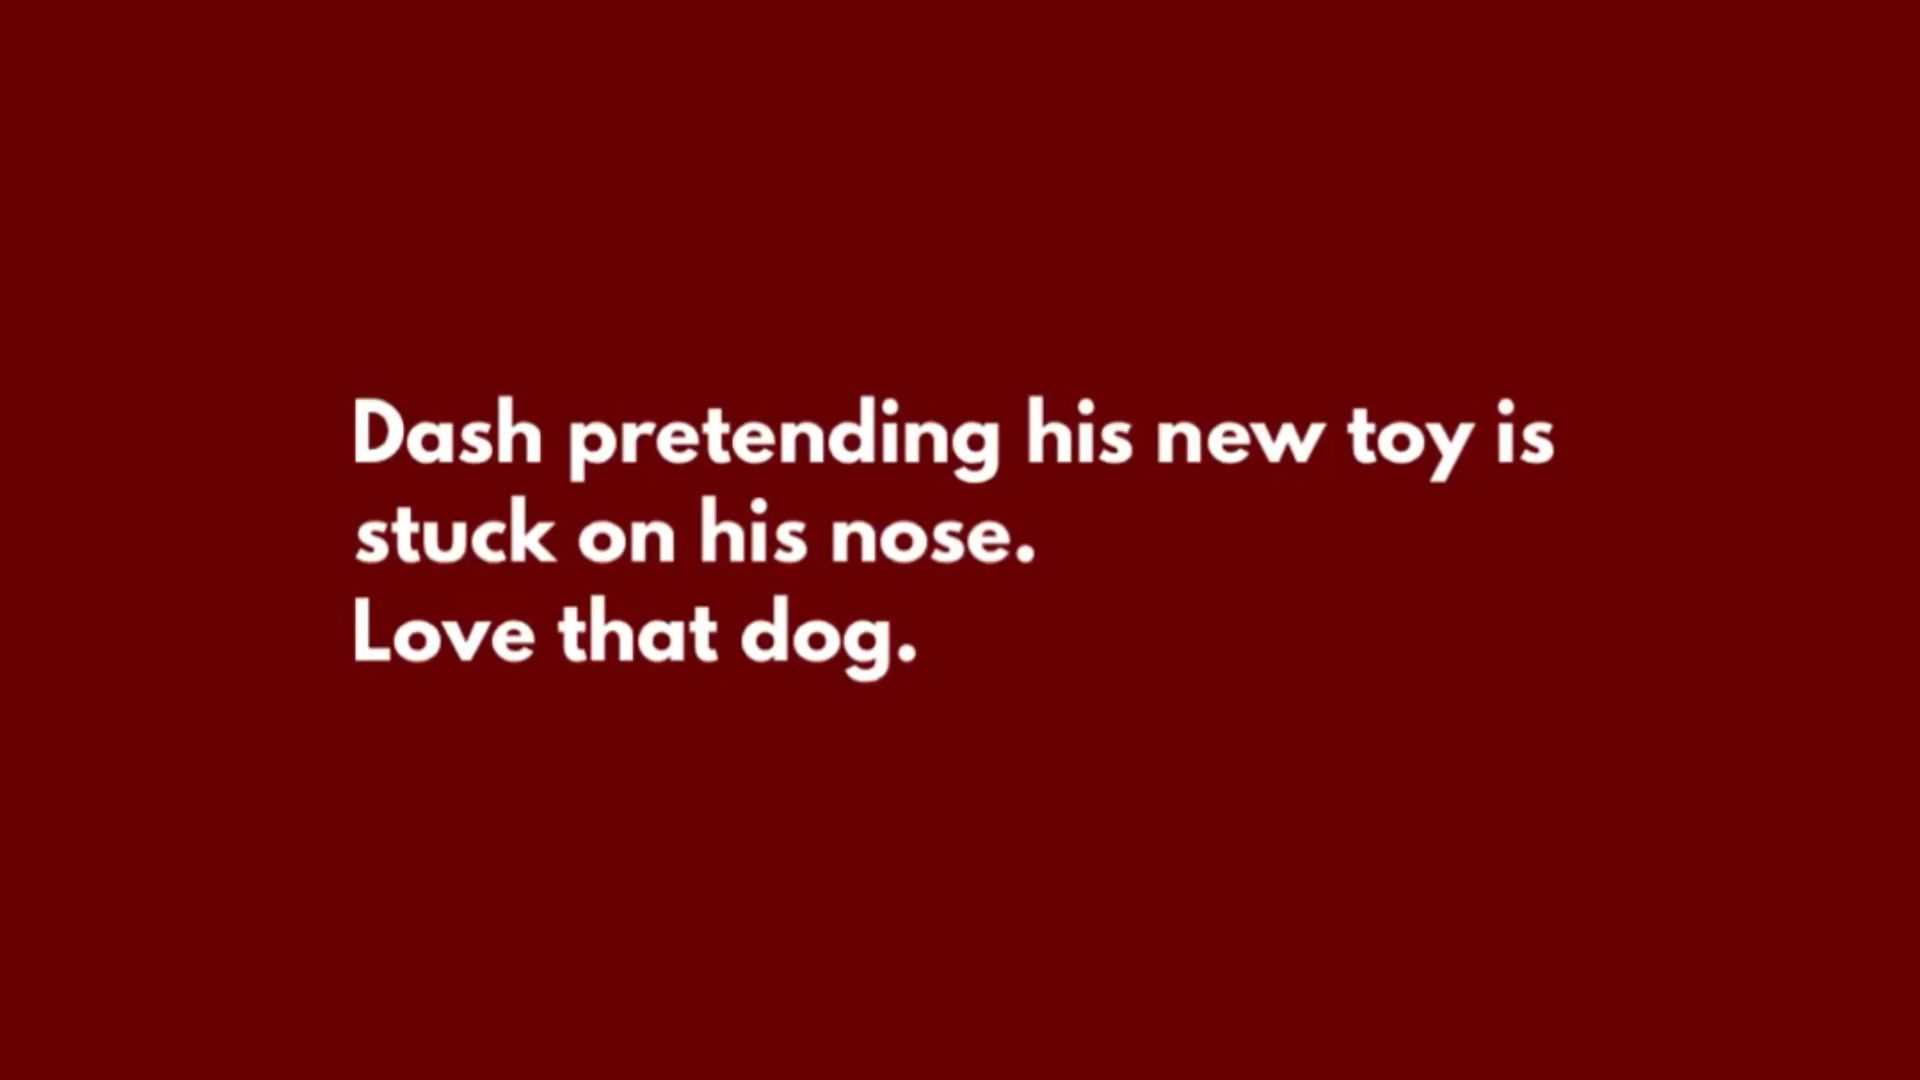 Dash pretending his new toy is
stuck on his nose.
Love that dog.